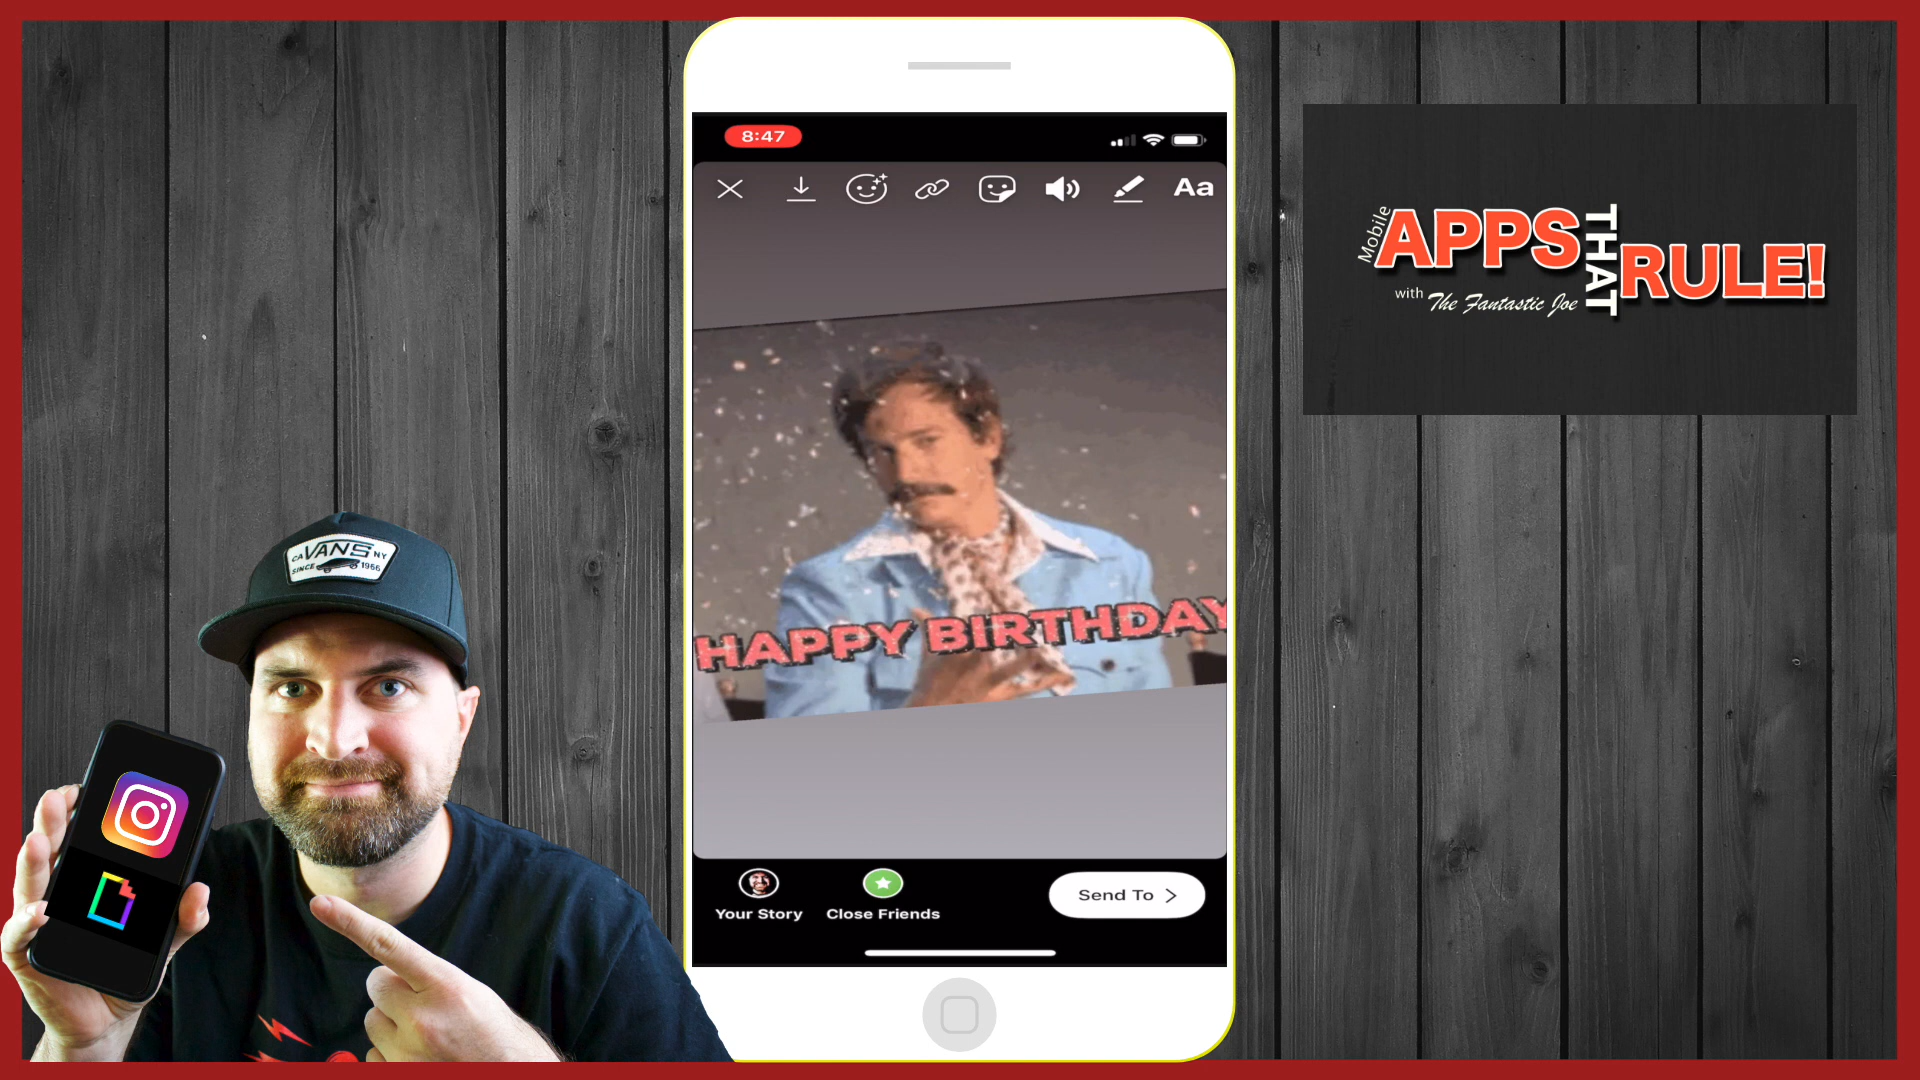 8:47
Aa
HAPPY BIRTHDAY
Your Story
Close Friends
Send To
Mobile APPS THAT RULE!
with The Fantastic Joe
CA VANS NY
SINCE 1966